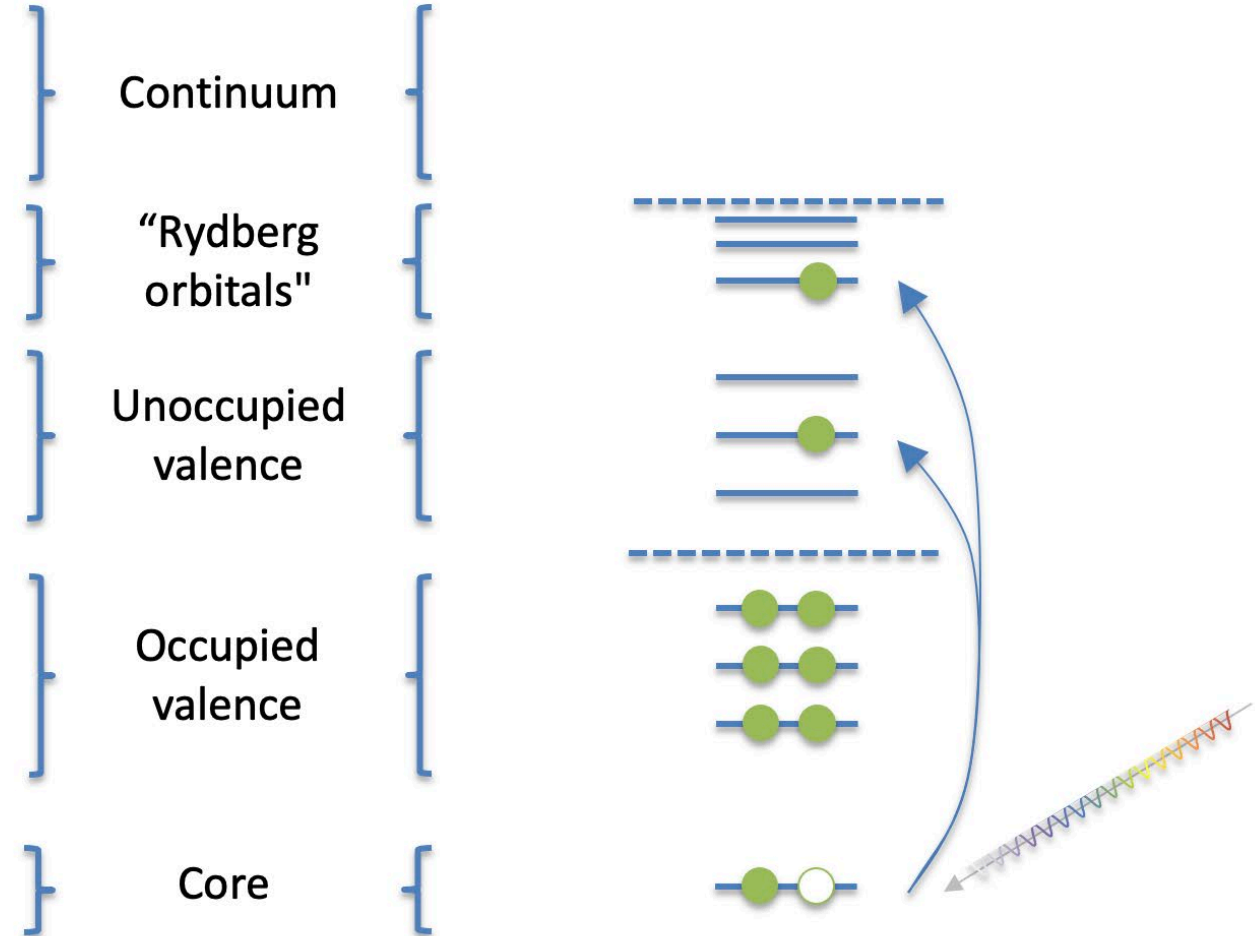 Continuum
“Rydberg
orbitals"
Unoccupied
valence
Occupied
valence
Core